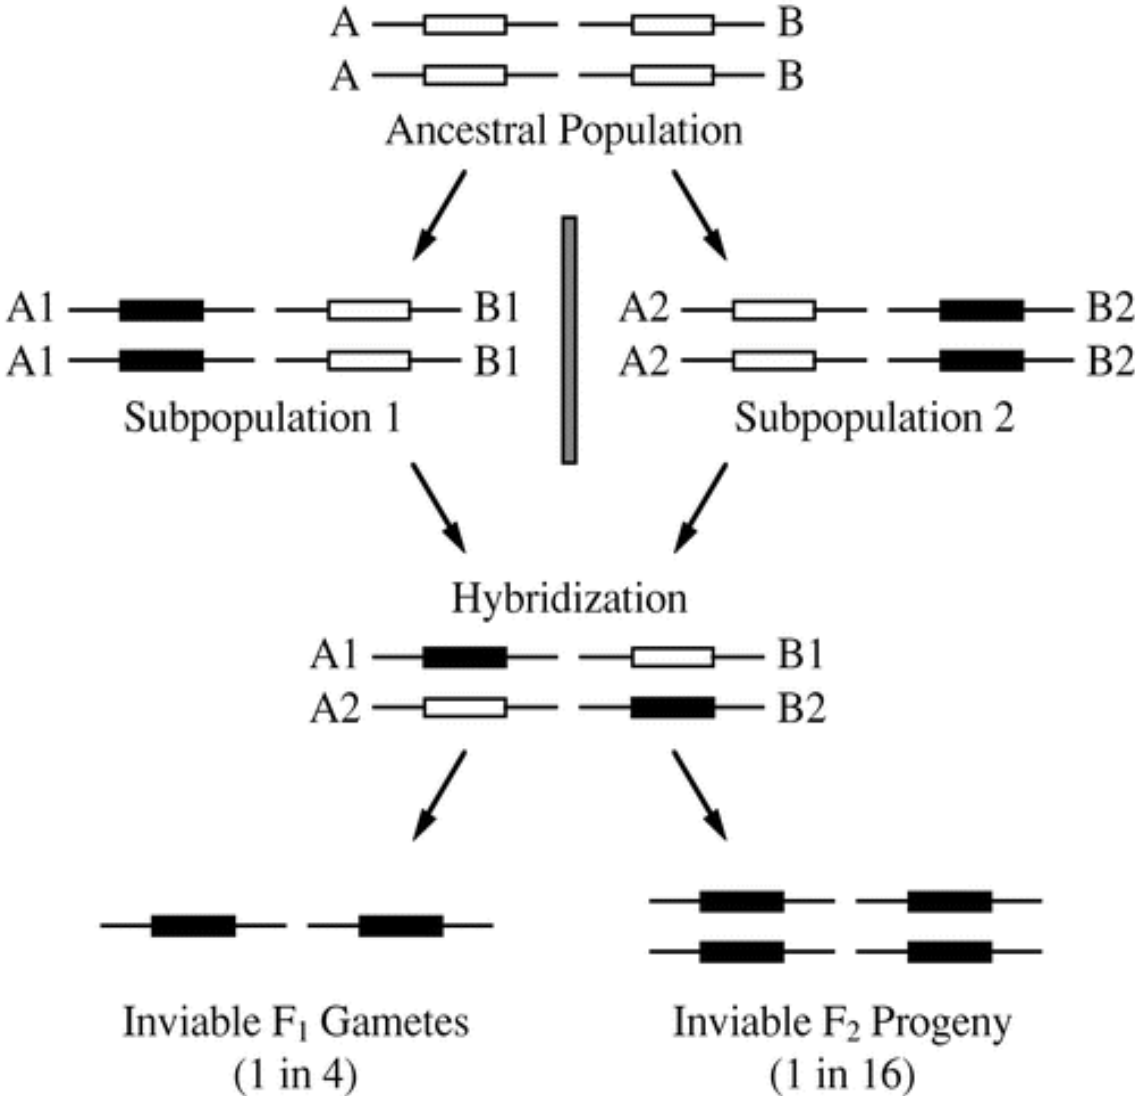 A B
A B
Ancestral Population
A1 B1 A2 B2
A1 B1 A2 B2
Subpopulation 1 Subpopulation 2
Hybridization
A1 B1
A2 B2
Inviable F₁ Gametes Inviable F₂ Progeny
(1 in 4) (1 in 16)